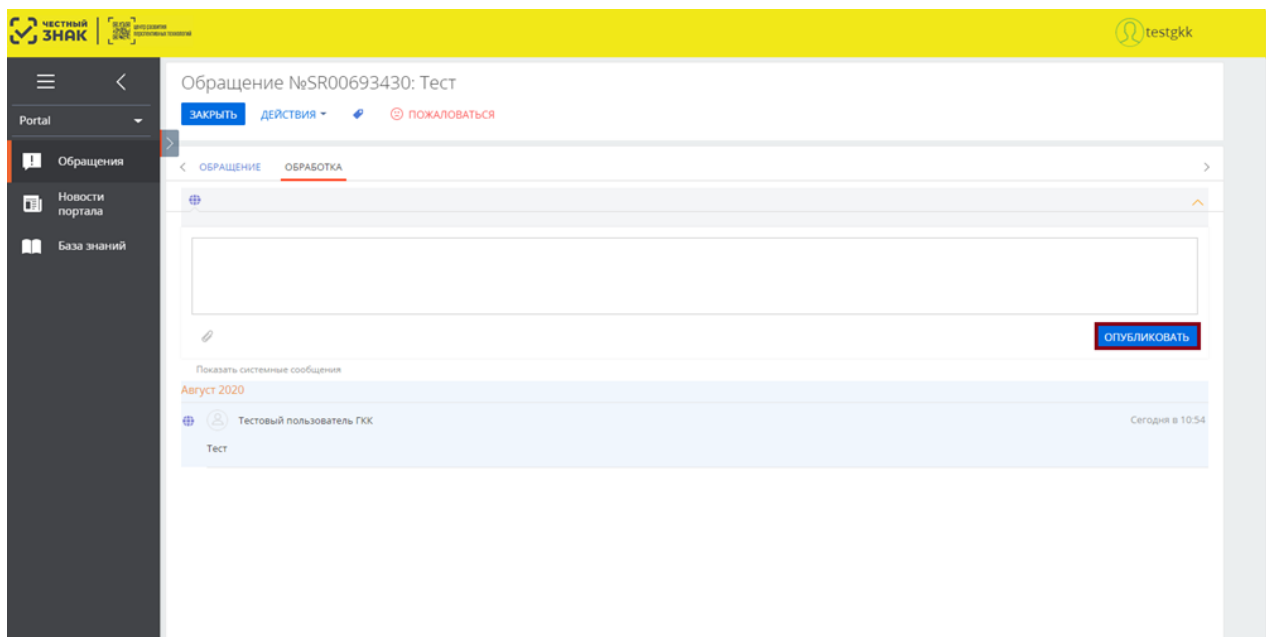 ЧЕСТНЫЙ
ЗНАК
testgkk
Portal
Обращения
Новости
портала
База знаний
Обращение №SR00693430: Тест
ЗАКРЫТЬ
ДЕЙСТВИЯ
ПОЖАЛОВАТЬСЯ
ОБРАЩЕНИЕ
ОБРАБОТКА
ОПУБЛИКОВАТЬ
Показать системные сообщения
Август 2020
Тестовый пользователь ГКК
Сегодня в 10:54
Тест